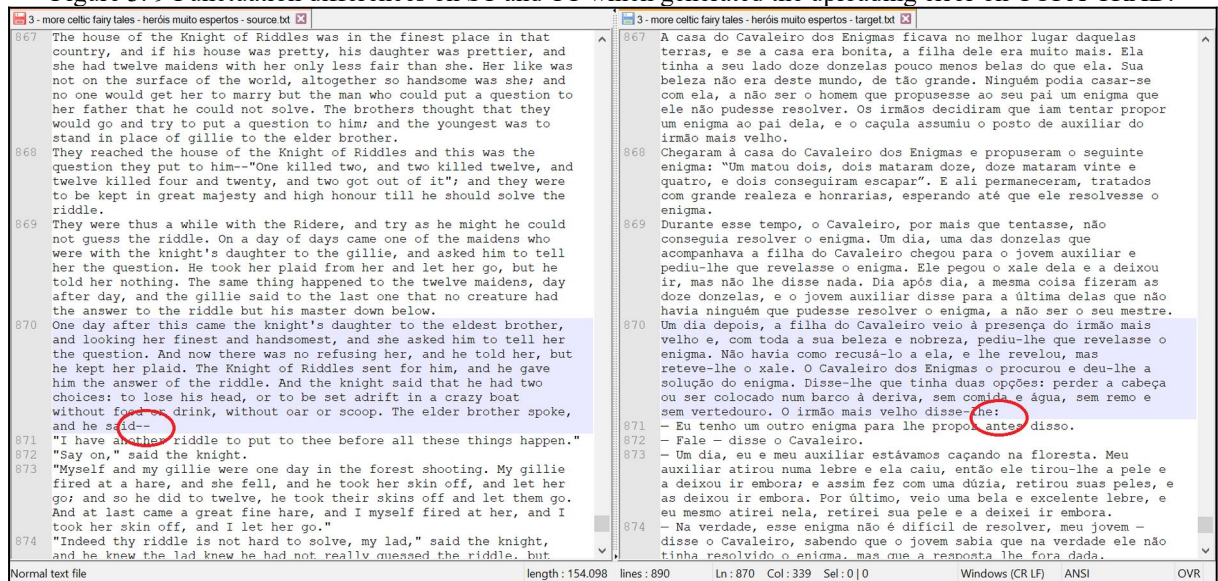 Figure Punctuation differences on ST and TT which generated the uploading error on COPA-TRAD.
3 - more celtic fairy tales - heróis muito espertos - source.txt
867 The house of the Knight of Riddles was in the finest place in that
country, and if his house was pretty, his daughter was prettier, and
she had twelve maidens with her only less fair than she. Her like was
not on the surface of the world, altogether so handsome was she; and
no one would get her to marry but the man who could put a question to
her father that he could not solve. The brothers thought that they
would go and try to put a question to him; and the youngest was to
stand in place of gillie to the elder brother.
868 They reached the house of the Knight of Riddles and this was the
question they put to him--"One killed two, and two killed twelve, and
twelve killed four and twenty, and two got out of it"; and they were
to be kept in great majesty and high honour till he should solve the
riddle.
869 They were thus a while with the Ridere, and try as he might he could
not guess the riddle. On a day of days came one of the maidens who
were with the knight's daughter to the gillie, and asked him to tell
her the question. He took her plaid from her and let her go, but he
told her nothing. The same thing happened to the twelve maidens, day
after day, and the gillie said to the last one that no creature had
the answer to the riddle but his master down below.
870 One day after this came the knight's daughter to the eldest brother,
and looking her finest and handsomest, and she asked him to tell her
the question. And now there was no refusing her, and he told her, but
he kept her plaid. The Knight of Riddles sent for him, and he gave
him the answer of the riddle. And the knight said that he had two
choices: to lose his head, or to be set adrift in a crazy boat
without food or drink, without oar or scoop. The elder brother spoke,
and he said--
871 "I have another riddle to put to thee before all these things happen."
872 "Say on," said the knight.
873 "Myself and my gillie were one day in the forest shooting. My gillie
fired at a hare, and she fell, and he took her skin off, and let her
go; and so he did to twelve, he took their skins off and let them go.
And at last came a great fine hare, and I myself fired at her, and I
took her skin off, and I let her go."
874 "Indeed thy riddle is not hard to solve, my lad," said the knight,
and he knew the lad knew he had not really guessed the riddle, but
3 - more celtic fairy tales - heróis muito espertos - target.txt
867 A casa do Cavaleiro dos Enigmas ficava no melhor lugar daquelas
terras, e se a casa era bonita, a filha dele era muito mais. Ela
tinha a seu lado doze donzelas pouco menos belas do que ela. Sua
beleza não era deste mundo, de tão grande. Ninguém podia casar-se
com ela, a não ser o homem que propusesse ao seu pai um enigma que
ele não pudesse resolver. Os irmãos decidiram que iam tentar propor
um enigma ao pai dela, e o caçula assumiu o posto de auxiliar do
irmão mais velho.
868 Chegaram à casa do Cavaleiro dos Enigmas e propuseram o seguinte
enigma: “Um matou dois, dois mataram doze, doze mataram vinte e
quatro, e dois conseguiram escapar”. E ali permaneceram, tratados
com grande realeza e honrarias, esperando até que ele resolvesse o
enigma.
869 Durante esse tempo, o Cavaleiro, por mais que tentasse, não
conseguia resolver o enigma. Um dia, uma das donzelas que
acompanhava a filha do Cavaleiro chegou para o jovem auxiliar e
pediu-lhe que revelasse o enigma. Ele pegou o xale dela e a deixou
ir, mas não lhe disse nada. Dia após dia, a mesma coisa fizeram as
doze donzelas, e o jovem auxiliar disse para a última delas que não
havia ninguém que pudesse resolver o enigma, a não ser o seu mestre.
870 Um dia depois, a filha do Cavaleiro veio à presença do irmão mais
velho e, com toda a sua beleza e nobreza, pediu-lhe que revelasse o
enigma. Não havia como recusá-lo a ela, e lhe revelou, mas
reteve-lhe o xale. O Cavaleiro dos Enigmas o procurou e deu-lhe a
solução do enigma. Disse-lhe que tinha duas opções: perder a cabeça
ou ser colocado num barco à deriva, sem comida e água, sem remo e
sem vertedouro. O irmão mais velho disse-lhe:
871 – Eu tenho um outro enigma para lhe propor antes disso.
872 – Fale – disse o Cavaleiro.
873 – Um dia, eu e meu auxiliar estávamos caçando na floresta. Meu
auxiliar atirou numa lebre e ela caiu, então ele tirou-lhe a pele e
a deixou ir embora; e assim fez com uma dúzia, retirou suas peles, e
as deixou ir embora. Por último, veio uma bela e excelente lebre, e
eu mesmo atirei nela, retirei sua pele e a deixei ir embora.
874 – Na verdade, esse enigma não é difícil de resolver, meu jovem –
disse o Cavaleiro, sabendo que o jovem sabia que na verdade ele não
tinha resolvido o enigma, mas que a resposta lhe fora dada.
Normal text file length : 154.098 lines : 890 Ln : 870 Col : 339 Sel : 0 | 0 Windows (CR LF) ANSI OVR